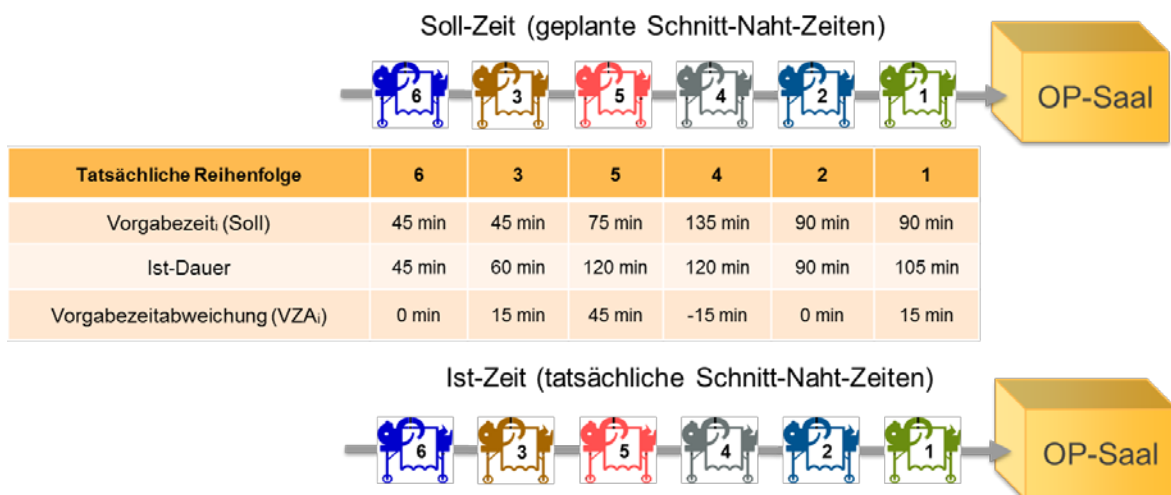 Soll-Zeit (geplante Schnitt-Naht-Zeiten)
6 3 5 4 2 1
OP-Saal
Tatsächliche Reihenfolge 6 3 5 4 2 1
Vorgabezeitᵢ (Soll) 45 min 45 min 75 min 135 min 90 min 90 min
Ist-Dauer 45 min 60 min 120 min 120 min 90 min 105 min
Vorgabezeitabweichung (VZAᵢ) 0 min 15 min 45 min -15 min 0 min 15 min
Ist-Zeit (tatsächliche Schnitt-Naht-Zeiten)
6 3 5 4 2 1
OP-Saal